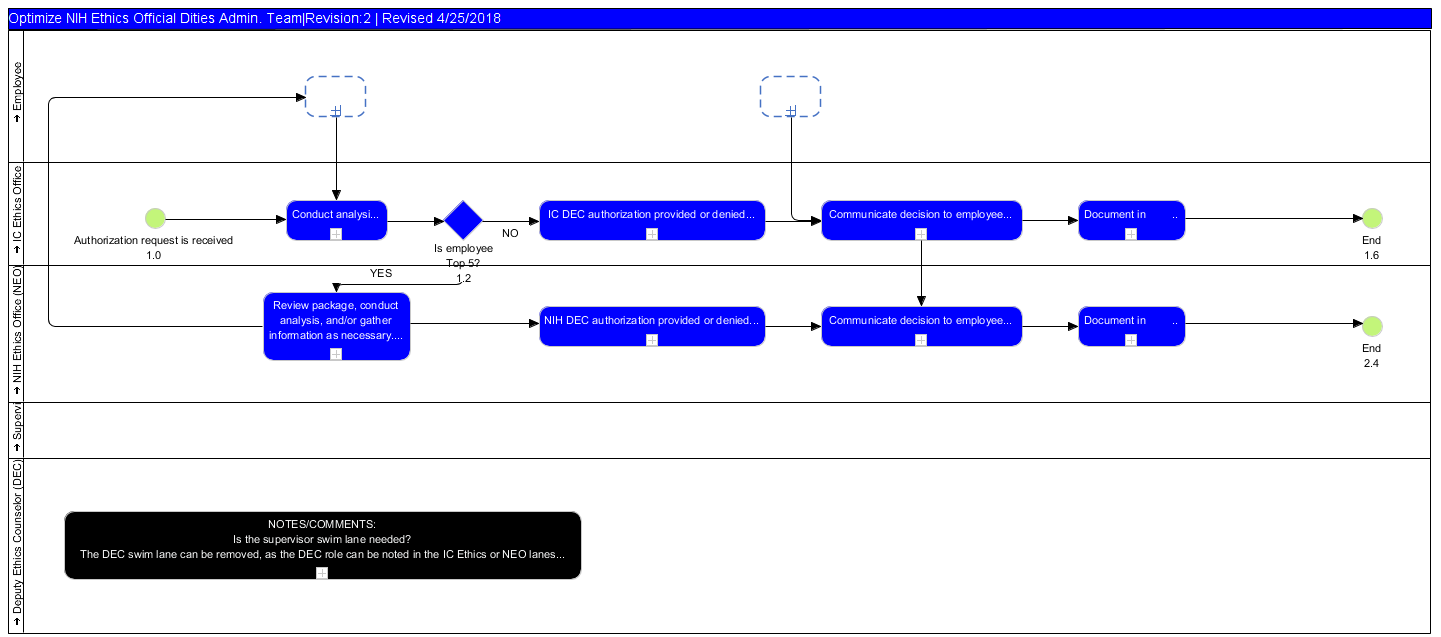 Optimize NIH Ethics Official Dities Admin. Team|Revision:2 | Revised 4/25/2018
Employee
IC Ethics Office
Authorization request is received
1.0
Conduct analysi...
Is employee
Top 5?
1.2
NO
YES
IC DEC authorization provided or denied...
Communicate decision to employee...
Document in ..
End
1.6
NIH Ethics Office (NEO)
Review package, conduct
analysis, and/or gather
information as necessary....
NIH DEC authorization provided or denied...
Communicate decision to employee...
Document in ..
End
2.4
Supervi
Deputy Ethics Counselor (DEC)
NOTES/COMMENTS:
Is the supervisor swim lane needed?
The DEC swim lane can be removed, as the DEC role can be noted in the IC Ethics or NEO lanes...